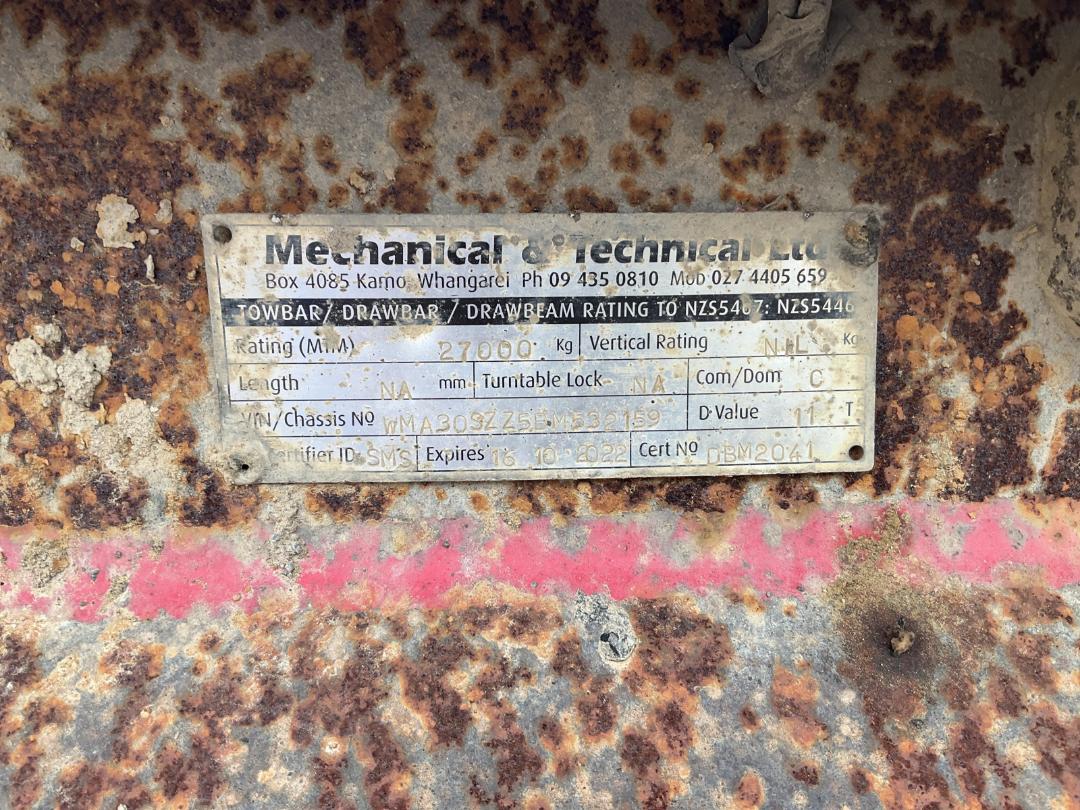 Mechanical & Technical Ltd
Box 4085 Kamo, Whangarei Ph 09 435 0810 Mob 027 4405 659
TOWBAR/ DRAWBAR / DRAWBEAM RATING TO NZS5467: NZS5446
Rating (MTM) 27000 Kg Vertical Rating NIL Kg
Length NA mm Turntable Lock NA Com/Dom C
VIN/Chassis No WMA30SZZ5BM532159 D-Value 11 T
Certifier ID SMS Expires 16 10 2022 Cert No DBM2041